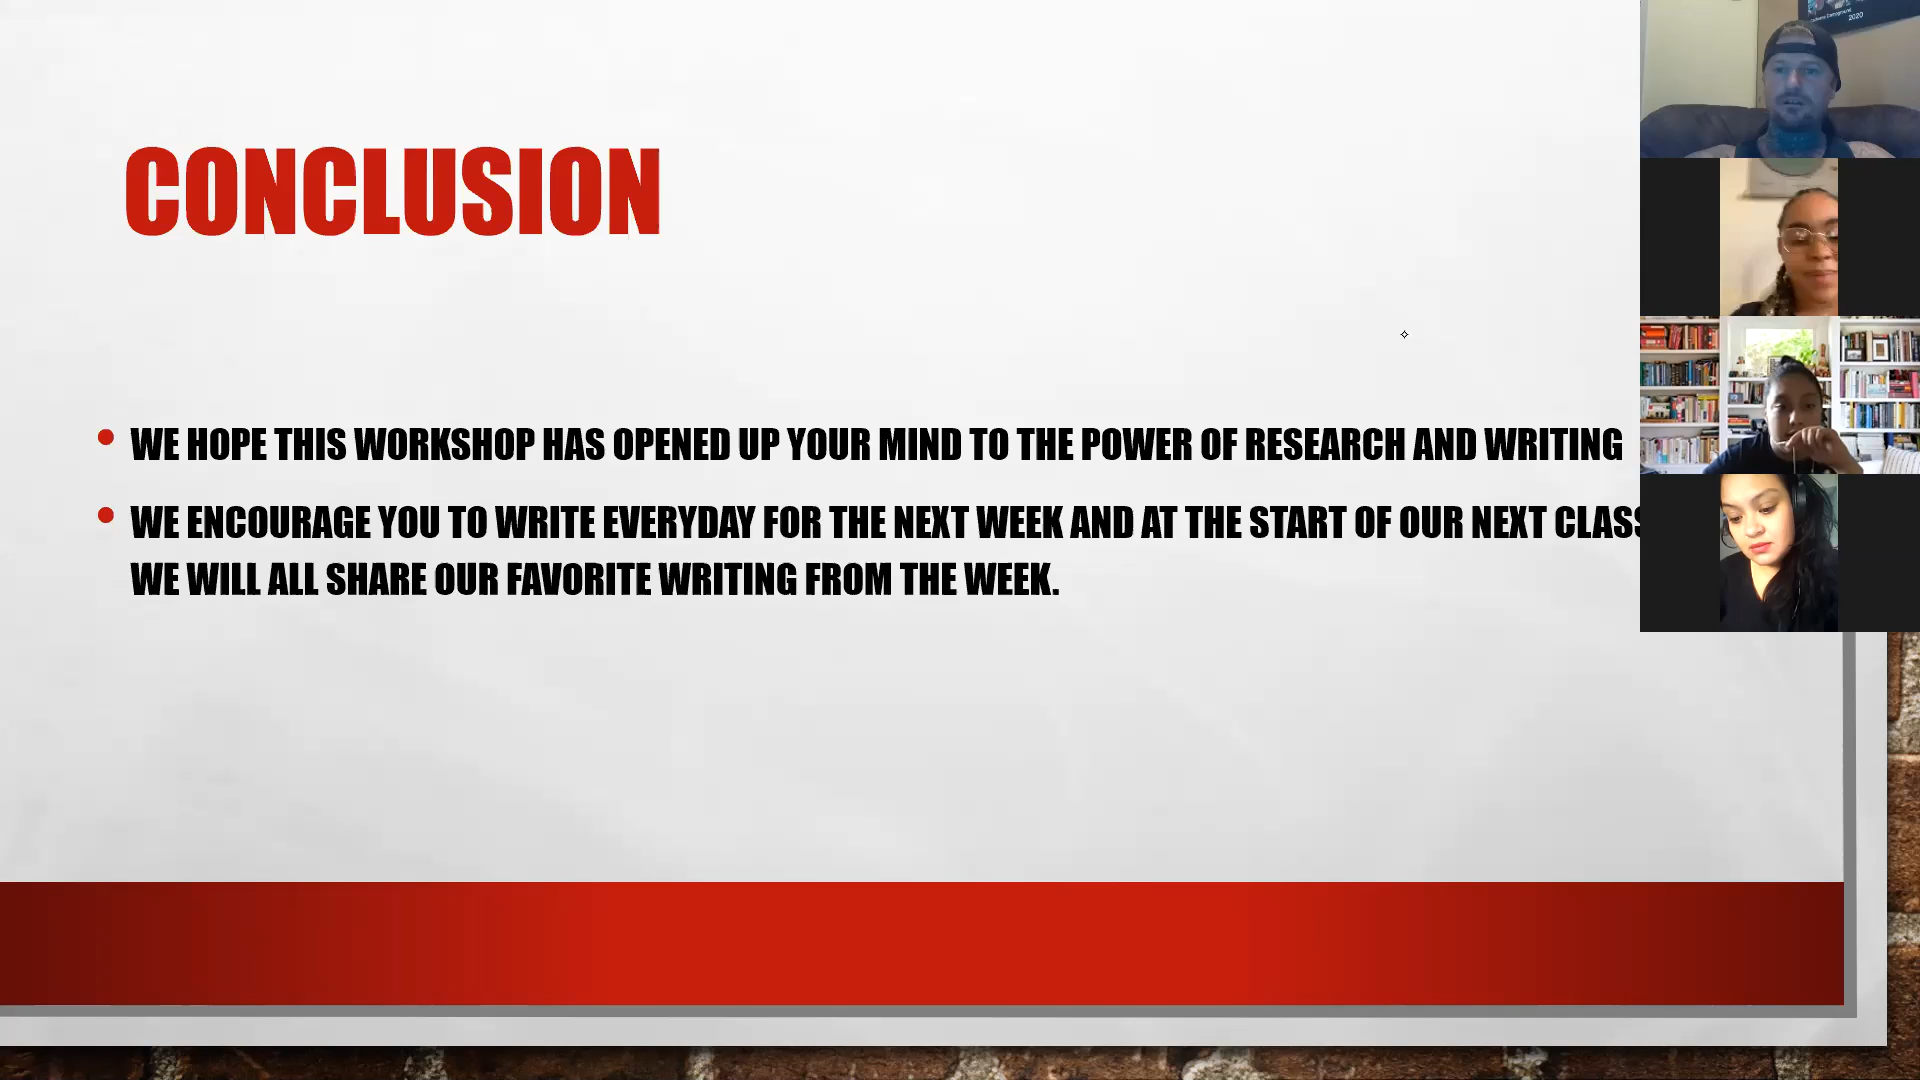 CONCLUSION
WE HOPE THIS WORKSHOP HAS OPENED UP YOUR MIND TO THE POWER OF RESEARCH AND WRITING
WE ENCOURAGE YOU TO WRITE EVERYDAY FOR THE NEXT WEEK AND AT THE START OF OUR NEXT CLASS
WE WILL ALL SHARE OUR FAVORITE WRITING FROM THE WEEK.
2020